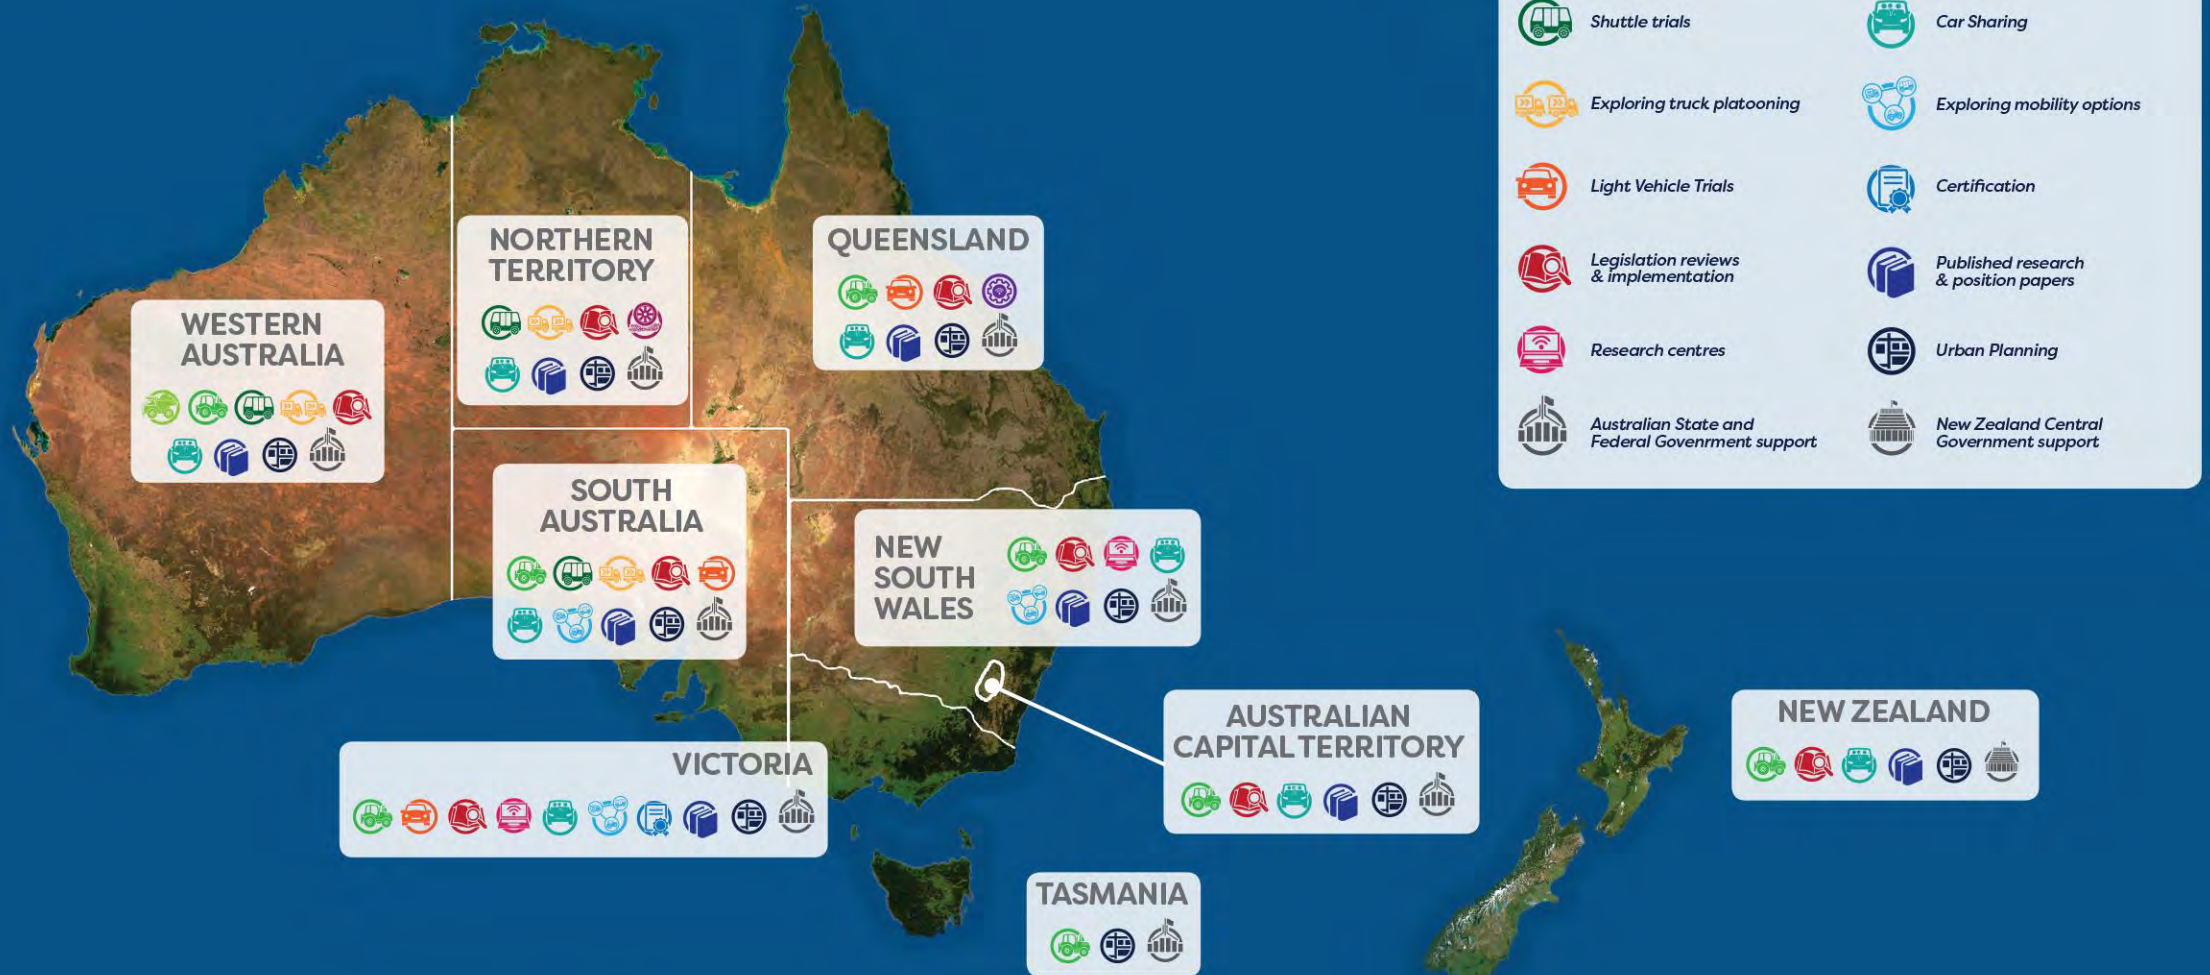 Shuttle trials
Car Sharing
Exploring truck platooning
Exploring mobility options
Light Vehicle Trials
Certification
Legislation reviews
& implementation
Published research
& position papers
Research centres
Urban Planning
Australian State and
Federal Govenrment support
New Zealand Central
Government support
NORTHERN
TERRITORY
QUEENSLAND
WESTERN
AUSTRALIA
SOUTH
AUSTRALIA
NEW
SOUTH
WALES
AUSTRALIAN
CAPITAL TERRITORY
NEW ZEALAND
VICTORIA
TASMANIA